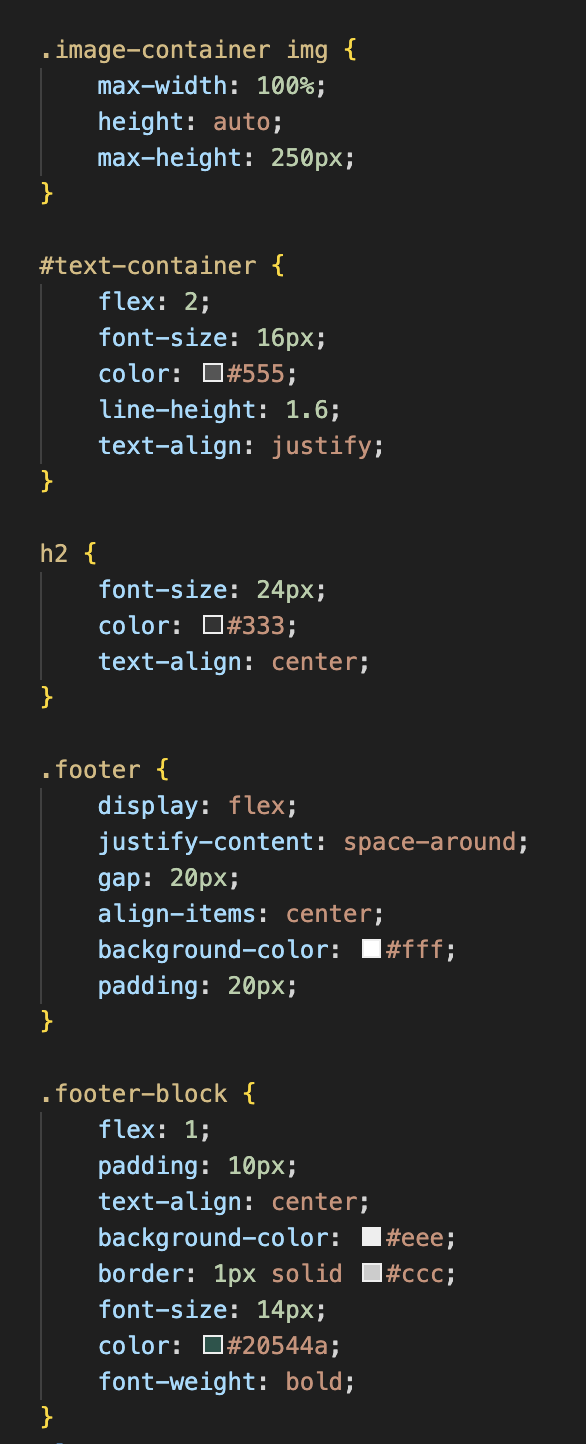 .image-container img {
    max-width: 100%;
    height: auto;
    max-height: 250px;
}

#text-container {
    flex: 2;
    font-size: 16px;
    color: #555;
    line-height: 1.6;
    text-align: justify;
}

h2 {
    font-size: 24px;
    color: #333;
    text-align: center;
}

.footer {
    display: flex;
    justify-content: space-around;
    gap: 20px;
    align-items: center;
    background-color: #fff;
    padding: 20px;
}

.footer-block {
    flex: 1;
    padding: 10px;
    text-align: center;
    background-color: #eee;
    border: 1px solid #ccc;
    font-size: 14px;
    color: #20544a;
    font-weight: bold;
}